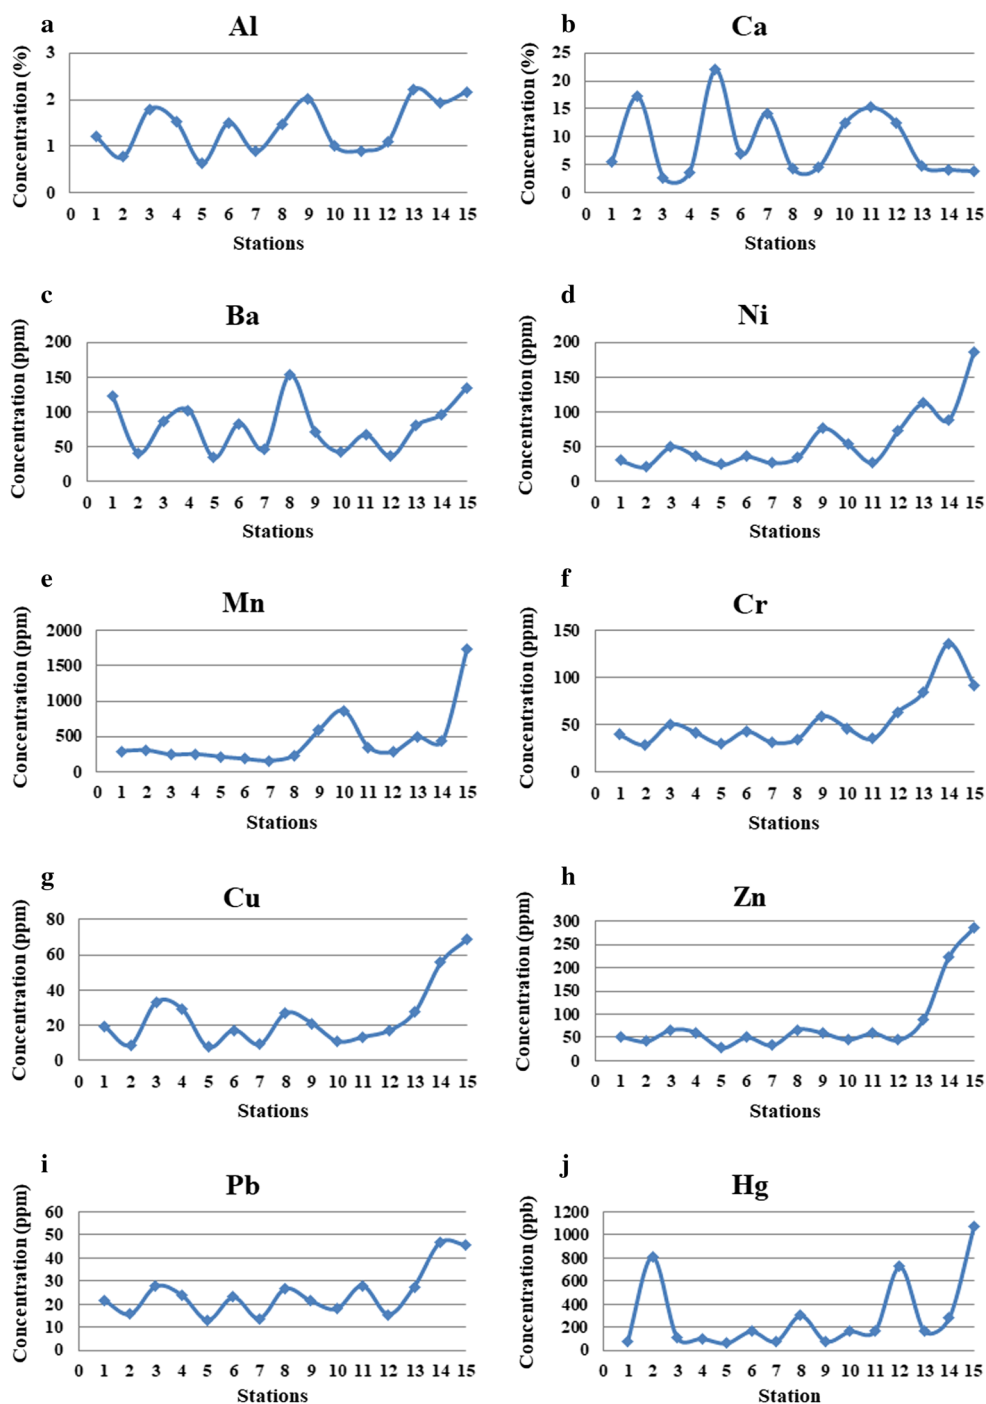 a
Al
Concentration (%)
3
2
1
0
0 1 2 3 4 5 6 7 8 9 10 11 12 13 14 15
Stations
b
Ca
Concentration (%)
25
20
15
10
5
0
0 1 2 3 4 5 6 7 8 9 10 11 12 13 14 15
Stations
c
Ba
Concentration (ppm)
200
150
100
50
0
0 1 2 3 4 5 6 7 8 9 10 11 12 13 14 15
Stations
d
Ni
Concentration (ppm)
200
150
100
50
0
0 1 2 3 4 5 6 7 8 9 10 11 12 13 14 15
Stations
e
Mn
Concentration (ppm)
2000
1500
1000
500
0
0 1 2 3 4 5 6 7 8 9 10 11 12 13 14 15
Stations
f
Cr
Concentration (ppm)
150
100
50
0
0 1 2 3 4 5 6 7 8 9 10 11 12 13 14 15
Stations
g
Cu
Concentration (ppm)
80
60
40
20
0
0 1 2 3 4 5 6 7 8 9 10 11 12 13 14 15
Stations
h
Zn
Concentration (ppm)
300
250
200
150
100
50
0
0 1 2 3 4 5 6 7 8 9 10 11 12 13 14 15
Stations
i
Pb
Concentration (ppm)
60
50
40
30
20
10
0
0 1 2 3 4 5 6 7 8 9 10 11 12 13 14 15
Stations
j
Hg
Concentration (ppb)
1200
1000
800
600
400
200
0
1 2 3 4 5 6 7 8 9 10 11 12 13 14 15
Station